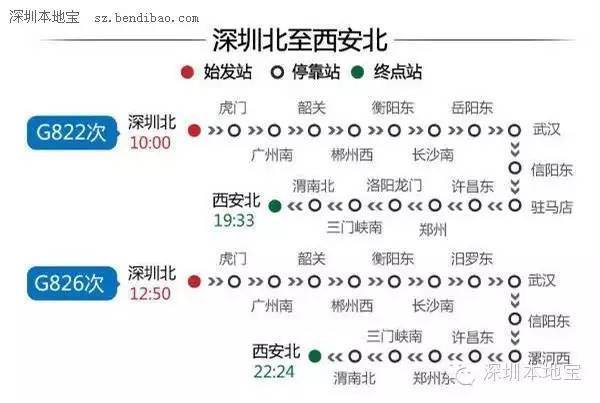 深圳本地宝 sz.bendibao.com
深圳北至西安北
始发站 停靠站 终点站
虎门 韶关 衡阳东 岳阳东
G822次 深圳北 10:00 武汉
广州南 郴州西 长沙南
信阳东
渭南北 洛阳龙门 许昌东
西安北 19:33 驻马店
三门峡南 郑州
虎门 韶关 衡阳东 汨罗东
G826次 深圳北 12:50 武汉
广州南 郴州西 长沙南
信阳东
三门峡南 许昌东
西安北 22:24 漯河西
渭南北 郑州东
深圳本地宝